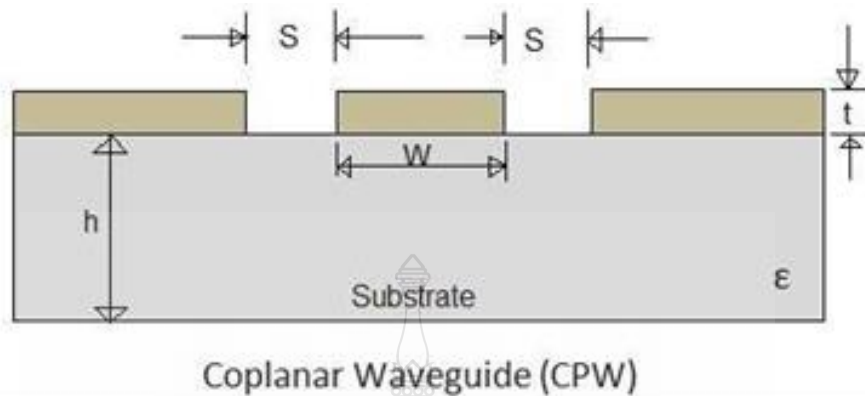 S
S
t
W
h
ε
Substrate
Coplanar Waveguide (CPW)